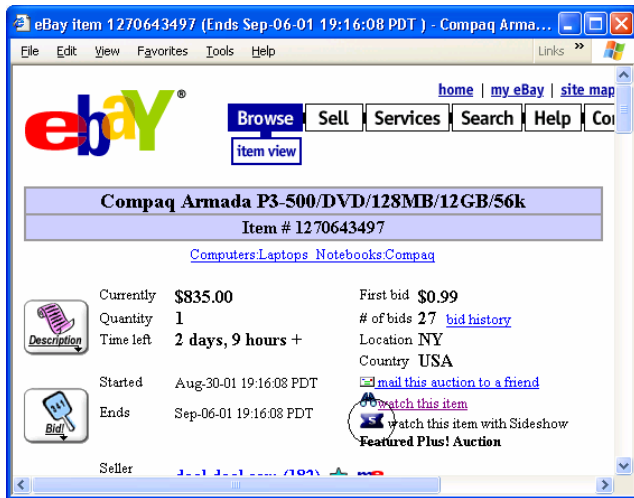 eBay item 1270643497 (Ends Sep-06-01 19:16:08 PDT ) - Compaq Arma...
File Edit View Favorites Tools Help Links »
home | my eBay | site map
ebaY®
Browse Sell Services Search Help
item view
Compaq Armada P3-500/DVD/128MB/12GB/56k
Item # 1270643497
Computers:Laptops Notebooks:Compaq
Currently $835.00 First bid $0.99
Quantity 1 # of bids 27 bid history
Description Time left 2 days, 9 hours + Location NY
Country USA
Started Aug-30-01 19:16:08 PDT mail this auction to a friend
watch this item
Bid! Ends Sep-06-01 19:16:08 PDT S watch this item with Sideshow
Featured Plus! Auction
Seller